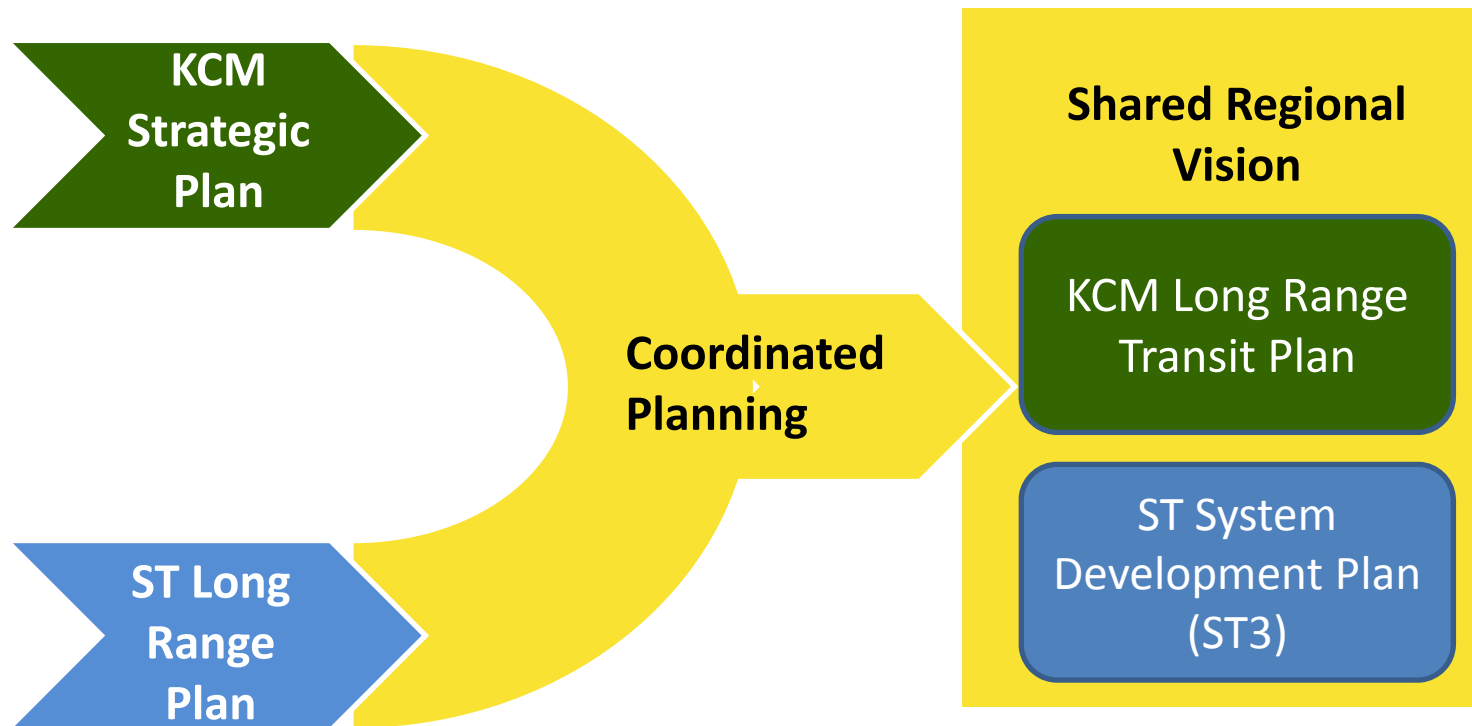 KCM
Strategic
Plan
ST Long
Range
Plan
Coordinated
Planning
Shared Regional
Vision
KCM Long Range
Transit Plan
ST System
Development Plan
(ST3)